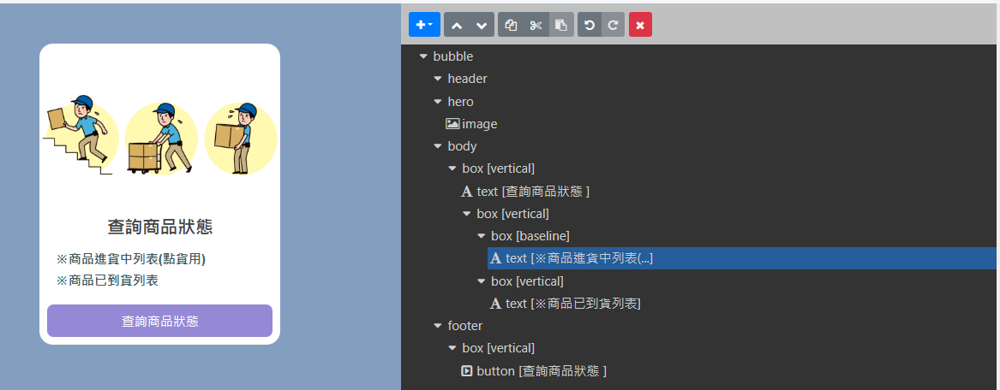 查詢商品狀態
※商品進貨中列表(點貨用)
※商品已到貨列表
查詢商品狀態
bubble
header
hero
image
body
box [vertical]
text [查詢商品狀態 ]
box [vertical]
box [baseline]
text [※商品進貨中列表(...]
box [vertical]
text [※商品已到貨列表]
footer
box [vertical]
button [查詢商品狀態 ]